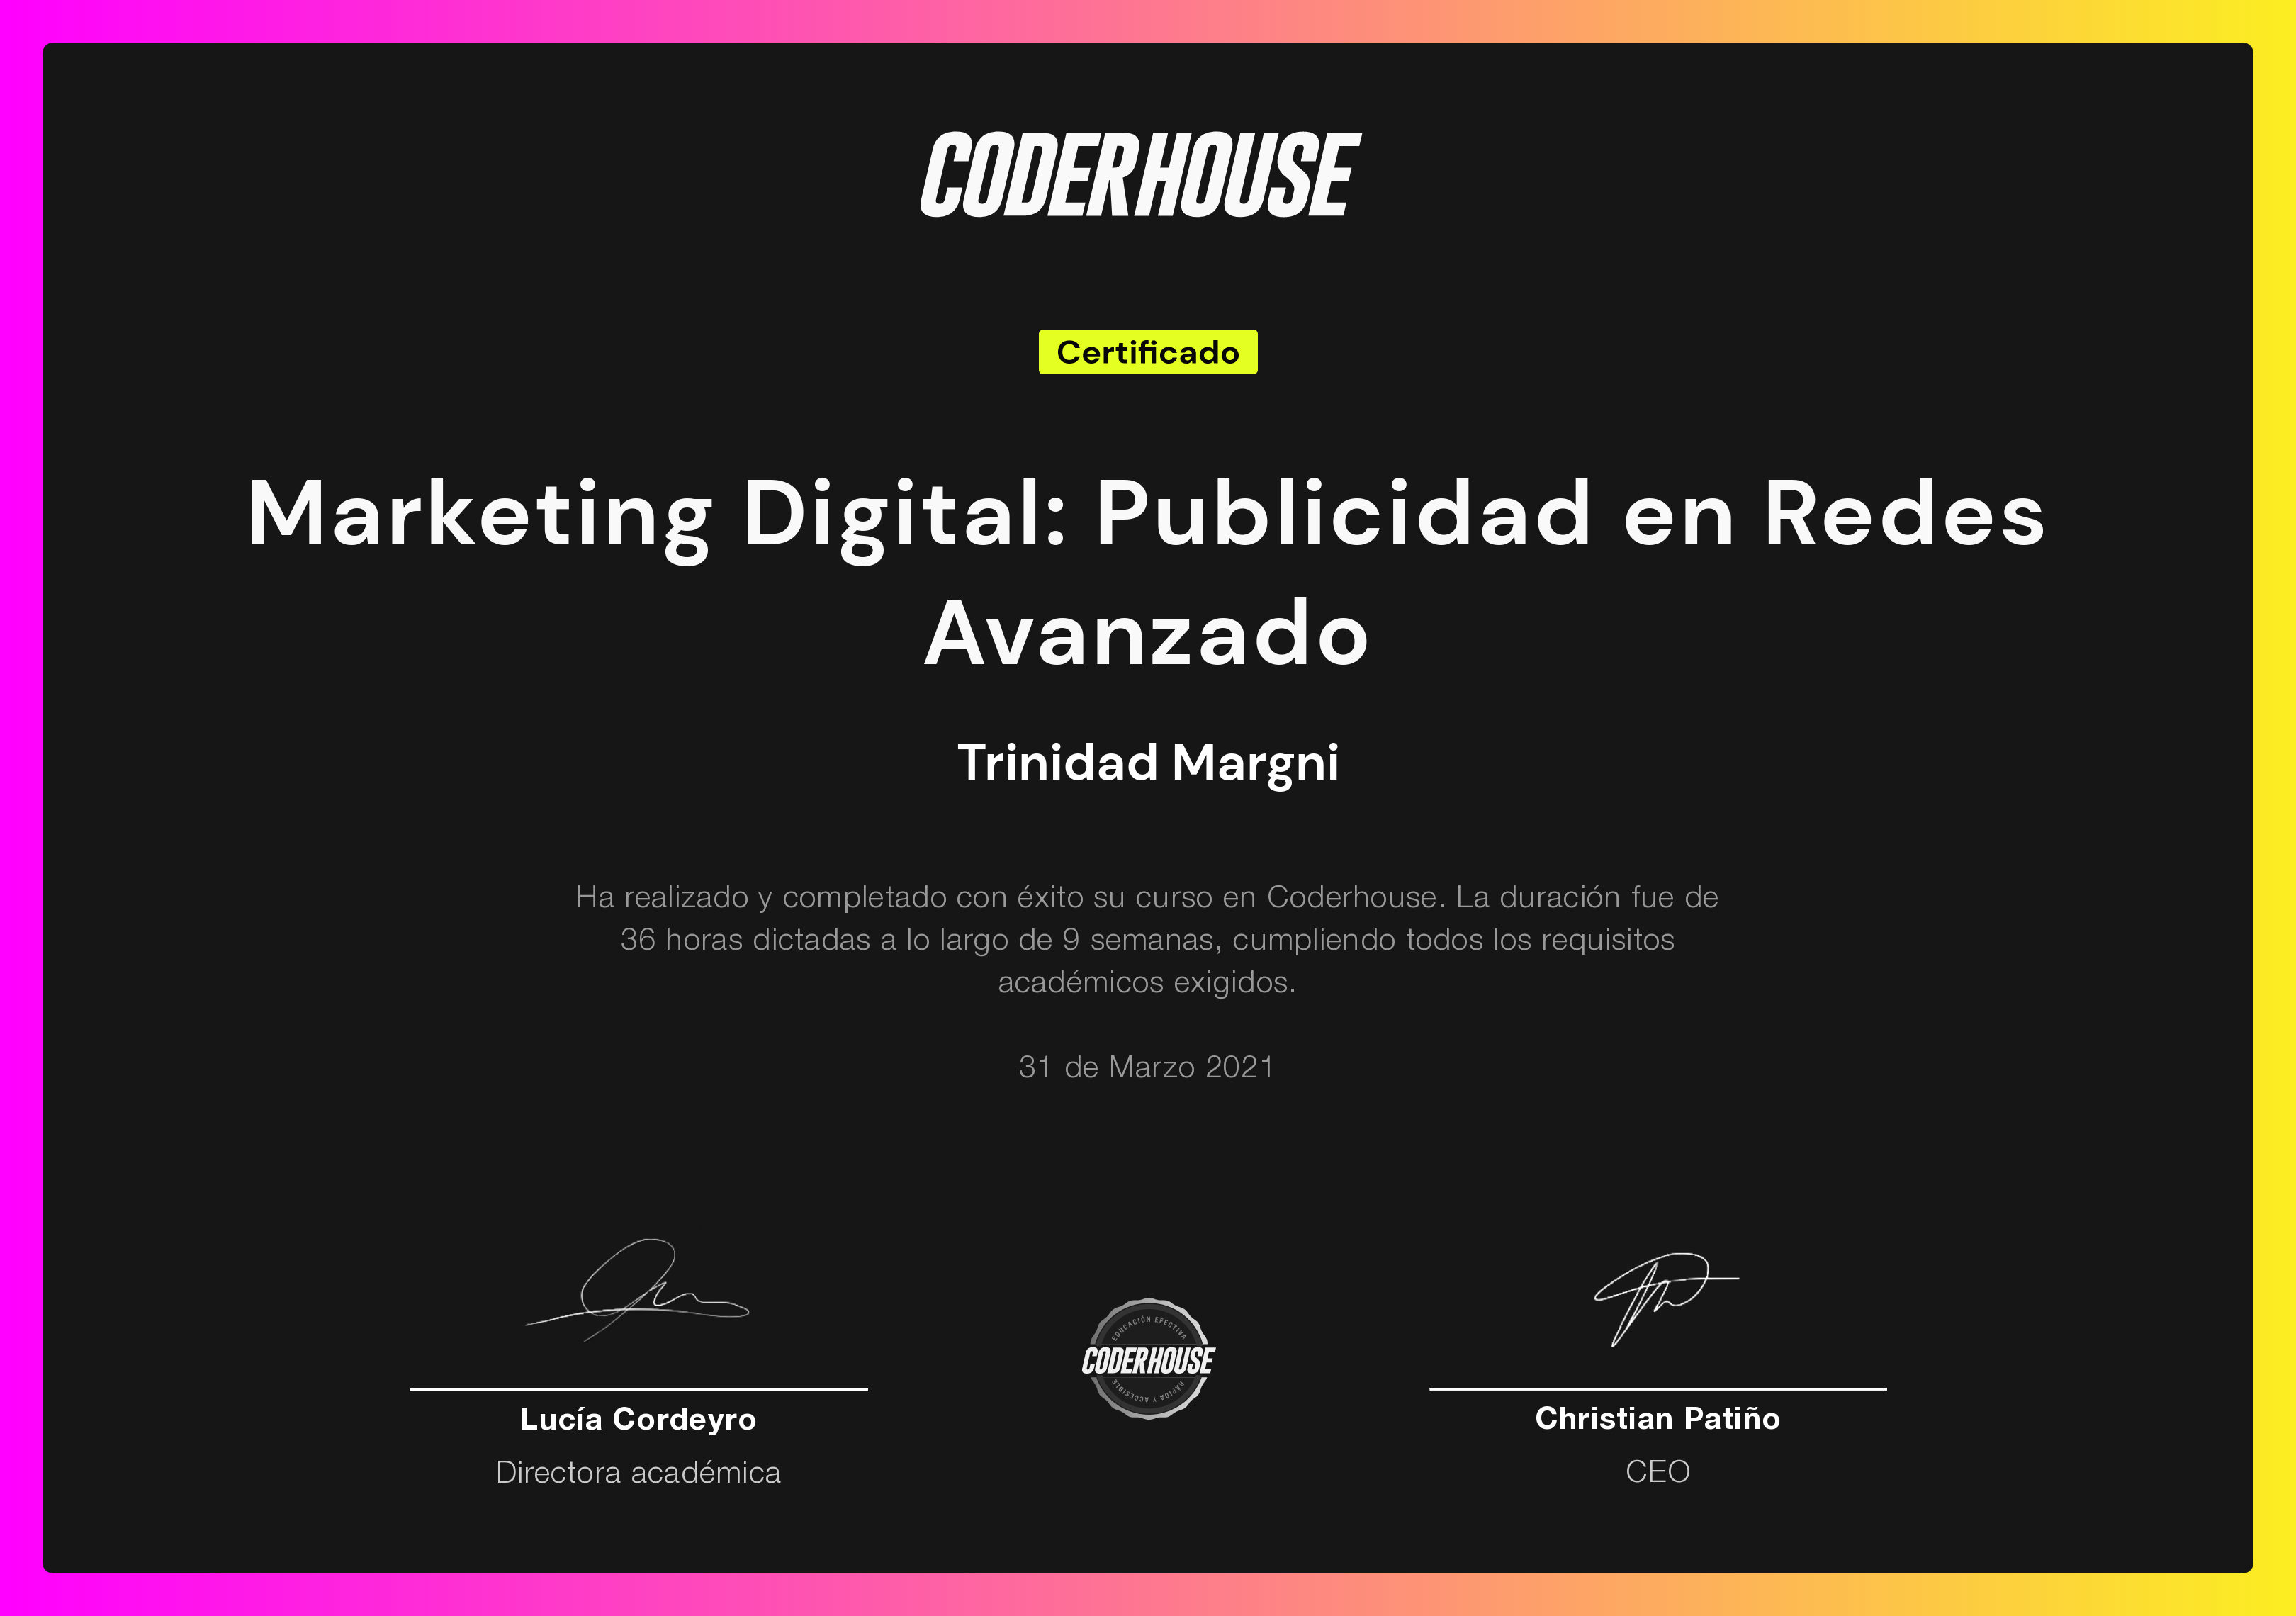 CODERHOUSE
Certificado
Marketing Digital: Publicidad en Redes
Avanzado
Trinidad Margni
Ha realizado y completado con éxito su curso en Coderhouse. La duración fue de
36 horas dictadas a lo largo de 9 semanas, cumpliendo todos los requisitos
académicos exigidos.
31 de Marzo 2021
EDUCACIÓN EFECTIVA
CODERHOUSE
RÁPIDA Y ACCESIBLE
Lucía Cordeyro
Directora académica
Christian Patiño
CEO